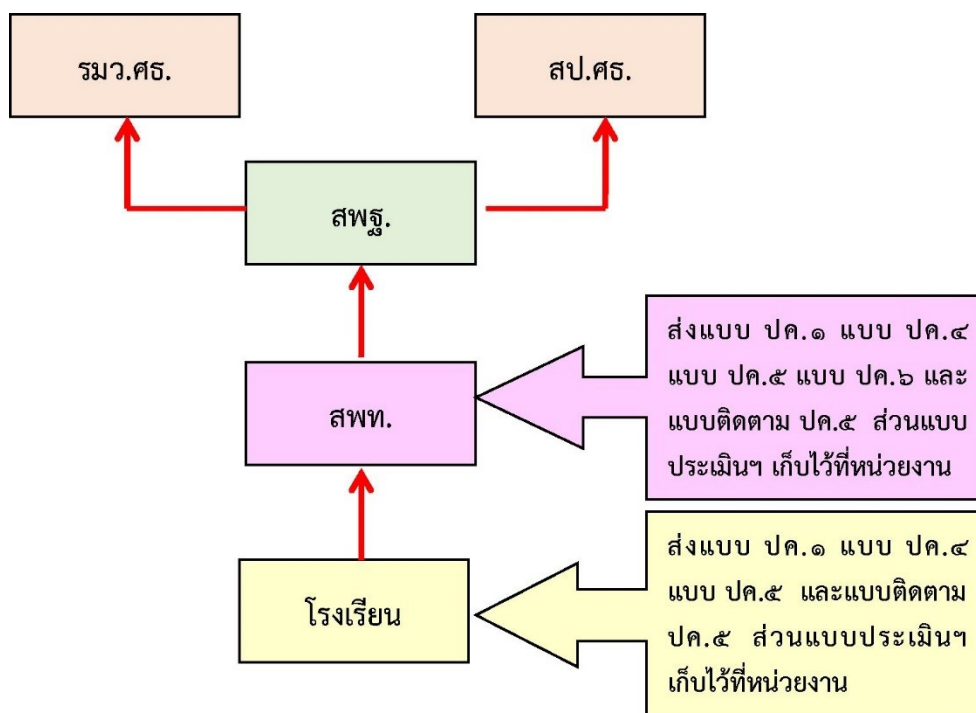 รมว.ศธ.
สป.ศธ.
สพฐ.
สพท.
ส่งแบบ ปค.๑ แบบ ปค.๔
แบบ ปค.๕ แบบ ปค.๖ และ
แบบติดตาม ปค.๕ ส่วนแบบ
ประเมินฯ เก็บไว้ที่หน่วยงาน
โรงเรียน
ส่งแบบ ปค.๑ แบบ ปค.๔
แบบ ปค.๕ และแบบติดตาม
ปค.๕ ส่วนแบบประเมินฯ
เก็บไว้ที่หน่วยงาน